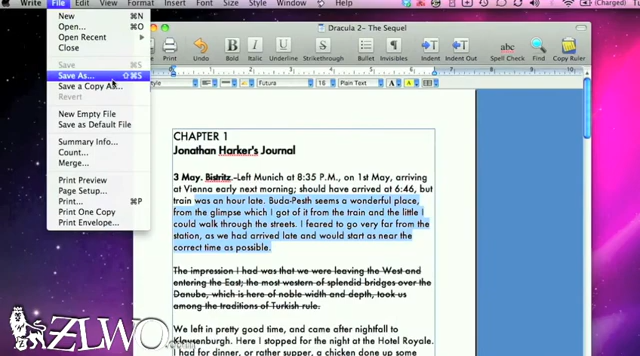 Write File Edit View Format Insert Font Writing Tools Window Help (Charged) Tue
New ⌘N
Open... ⌘O
Open Recent
Close
Save ⌘S
Save As... ⇧⌘S
Save a Copy As...
Revert
New Empty File
Save as Default File
Summary Info...
Count...
Merge...
Print Preview
Page Setup...
Print... ⌘P
Print One Copy
Print Envelope...
Dracula 2- The Sequel
Print Undo Bold Italic Underline Strikethrough Indent Outdent Spell Check Find Copy Ruler
B I U S abc
style Futura 16 Plain Text A A
CHAPTER 1
Jonathan Harker's Journal
3 May. Bistritz.–Left Munich at 8:35 P.M., on 1st May, arriving
at Vienna early next morning; should have arrived at 6:46, but
train was an hour late. Buda-Pesth seems a wonderful place,
from the glimpse which I got of it from the train and the little I
could walk through the streets. I feared to go very far from the
station, as we had arrived late and would start as near the
correct time as possible.
The impression I had was that we were leaving the West and
entering the East; the most western of splendid bridges over the
Danube, which is here of noble width and depth, took us
among the traditions of Turkish rule.
We left in pretty good time, and came after nightfall to
Klausenburgh. Here I stopped for the night at the Hotel Royale.
I had for dinner, or rather supper, a chicken done up some
ZLWO